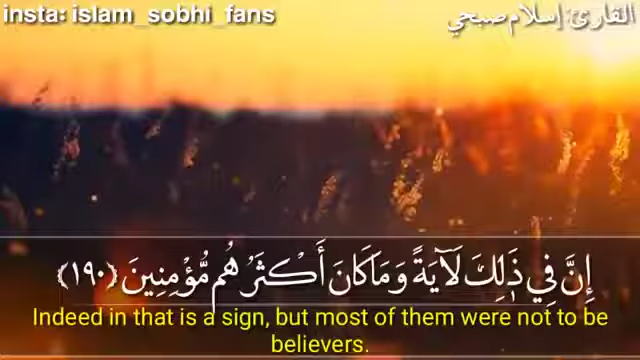 insta: islam_sobhi_fans
القارئ: إسلام صبحي
إِنَّ فِي ذَٰلِكَ لَآيَةً وَمَا كَانَ أَكْثَرُهُم مُّؤْمِنِينَ ﴿١٩٠﴾
Indeed in that is a sign, but most of them were not to be
believers.